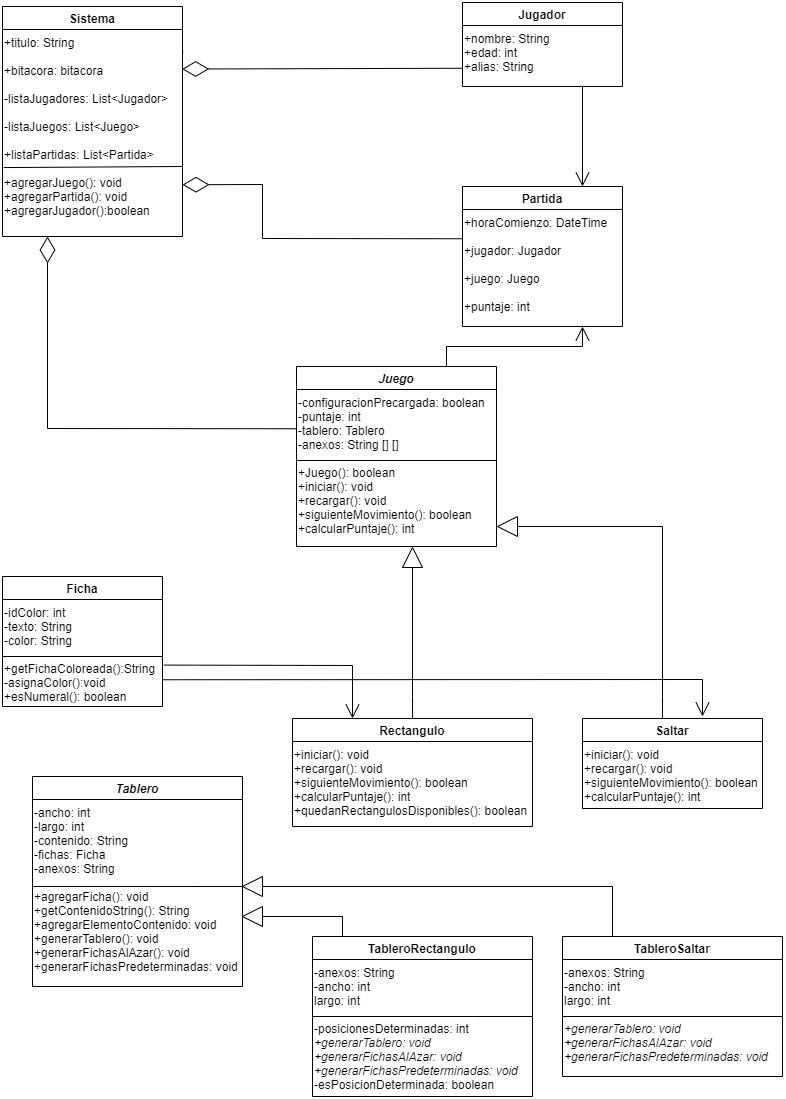 Sistema
+titulo: String
+bitacora: bitacora
-listaJugadores: List<Jugador>
-listaJuegos: List<Juego>
+listaPartidas: List<Partida>
+agregarJuego(): void
+agregarPartida(): void
+agregarJugador():boolean
Jugador
+nombre: String
+edad: int
+alias: String
Partida
+horaComienzo: DateTime
+jugador: Jugador
+juego: Juego
+puntaje: int
Juego
-configuracionPrecargada: boolean
-puntaje: int
-tablero: Tablero
-anexos: String [] []
+Juego(): boolean
+iniciar(): void
+recargar(): void
+siguienteMovimiento(): boolean
+calcularPuntaje(): int
Ficha
-idColor: int
-texto: String
-color: String
+getFichaColoreada():String
-asignaColor():void
+esNumeral(): boolean
Rectangulo
+iniciar(): void
+recargar(): void
+siguienteMovimiento(): boolean
+calcularPuntaje(): int
+quedanRectangulosDisponibles(): boolean
Saltar
+iniciar(): void
+recargar(): void
+siguienteMovimiento(): boolean
+calcularPuntaje(): int
Tablero
-ancho: int
-largo: int
-contenido: String
-fichas: Ficha
-anexos: String
+agregarFicha(): void
+getContenidoString(): String
+agregarElementoContenido: void
+generarTablero(): void
+generarFichasAlAzar(): void
+generarFichasPredeterminadas: void
TableroRectangulo
-anexos: String
-ancho: int
largo: int
-posicionesDeterminadas: int
+generarTablero: void
+generarFichasAlAzar: void
+generarFichasPredeterminadas: void
-esPosicionDeterminada: boolean
TableroSaltar
-anexos: String
-ancho: int
largo: int
+generarTablero: void
+generarFichasAlAzar: void
+generarFichasPredeterminadas: void